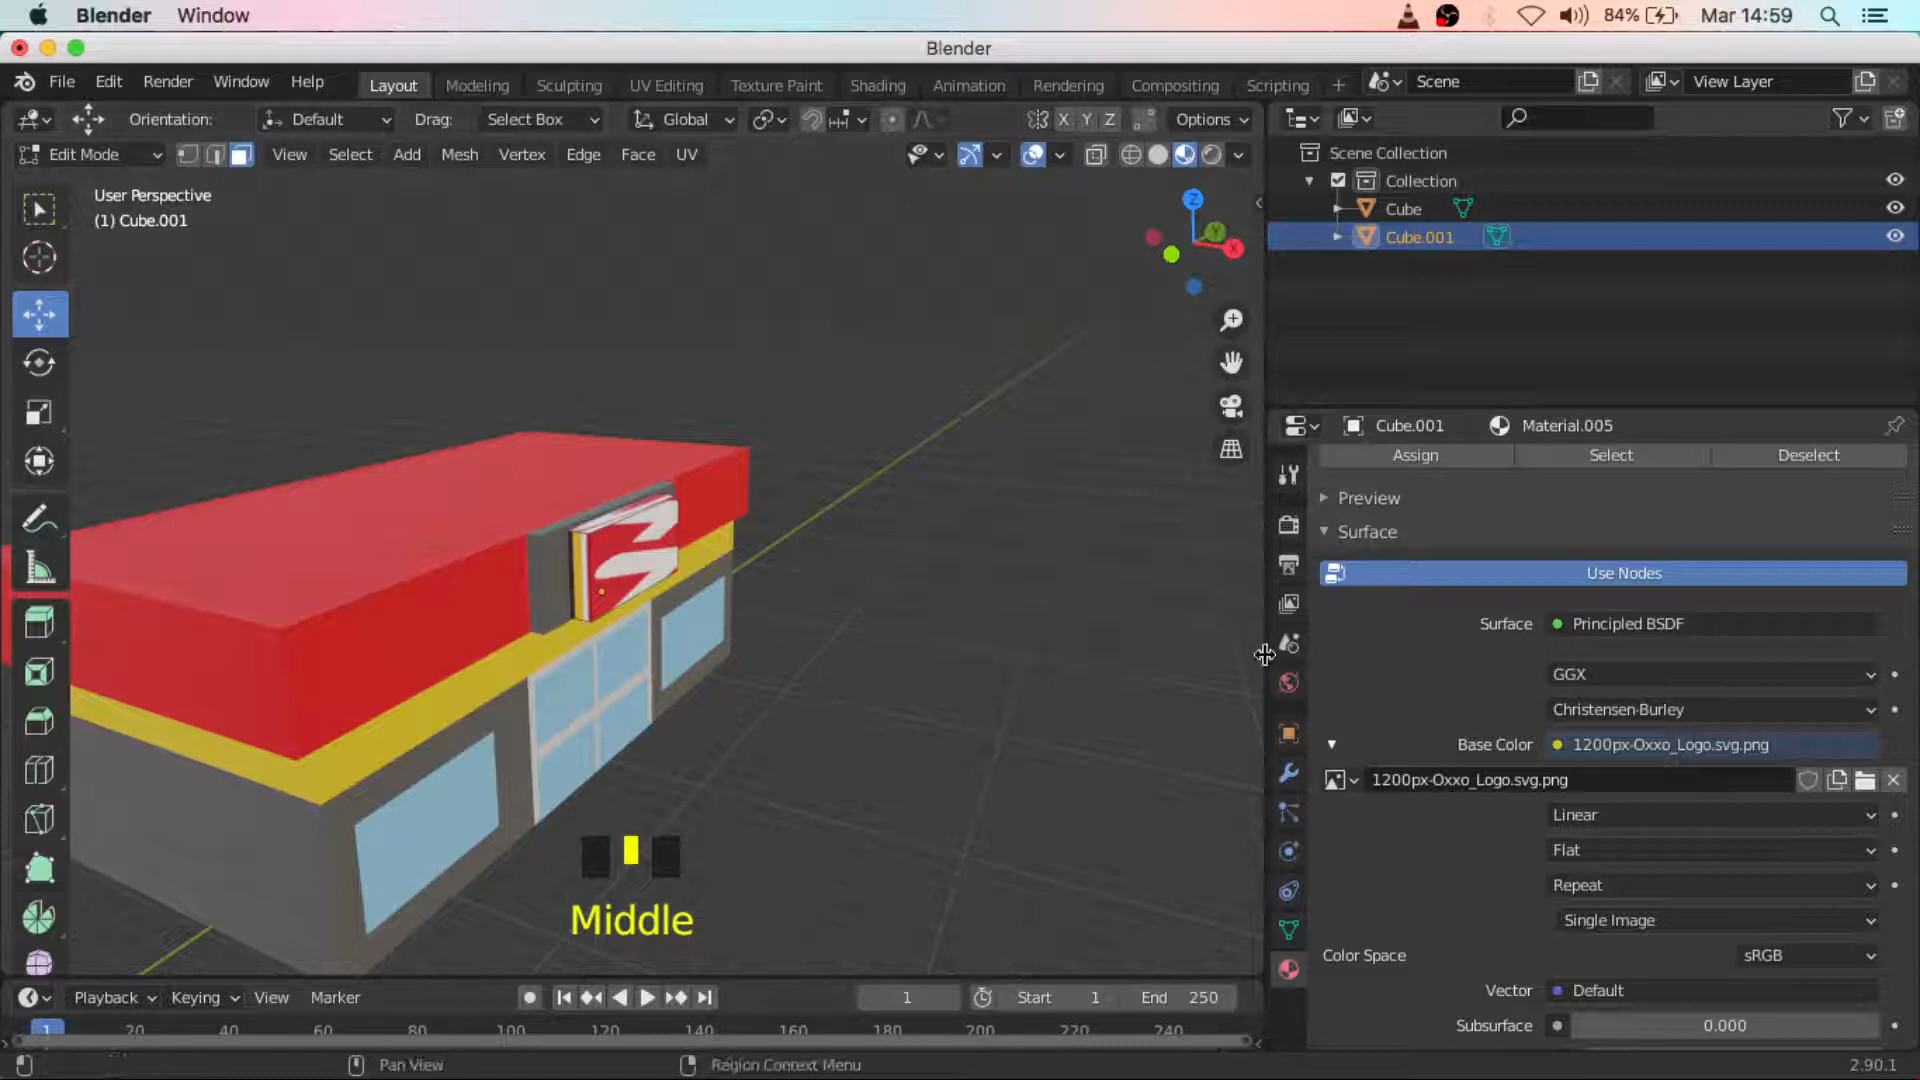 Blender Window 84% Mar 14:59
Blender
File Edit Render Window Help Layout Modeling Sculpting UV Editing Texture Paint Shading Animation Rendering Compositing Scripting + Scene View Layer
Orientation: Default Drag: Select Box Global X Y Z Options
Edit Mode View Select Add Mesh Vertex Edge Face UV
Scene Collection
Collection
Cube
Cube.001
User Perspective
(1) Cube.001
Z
Y
X
Cube.001 Material.005
Assign Select Deselect
Preview
Surface
Use Nodes
Surface Principled BSDF
GGX
Christensen-Burley
Base Color 1200px-Oxxo_Logo.svg.png
1200px-Oxxo_Logo.svg.png
Linear
Flat
Repeat
Single Image
Color Space sRGB
Vector Default
Subsurface 0.000
Middle
Playback Keying View Marker 1 Start 1 End 250
1 20 40 60 80 100 120 140 160 180 200 220 240
Pan View Region Context Menu 2.90.1